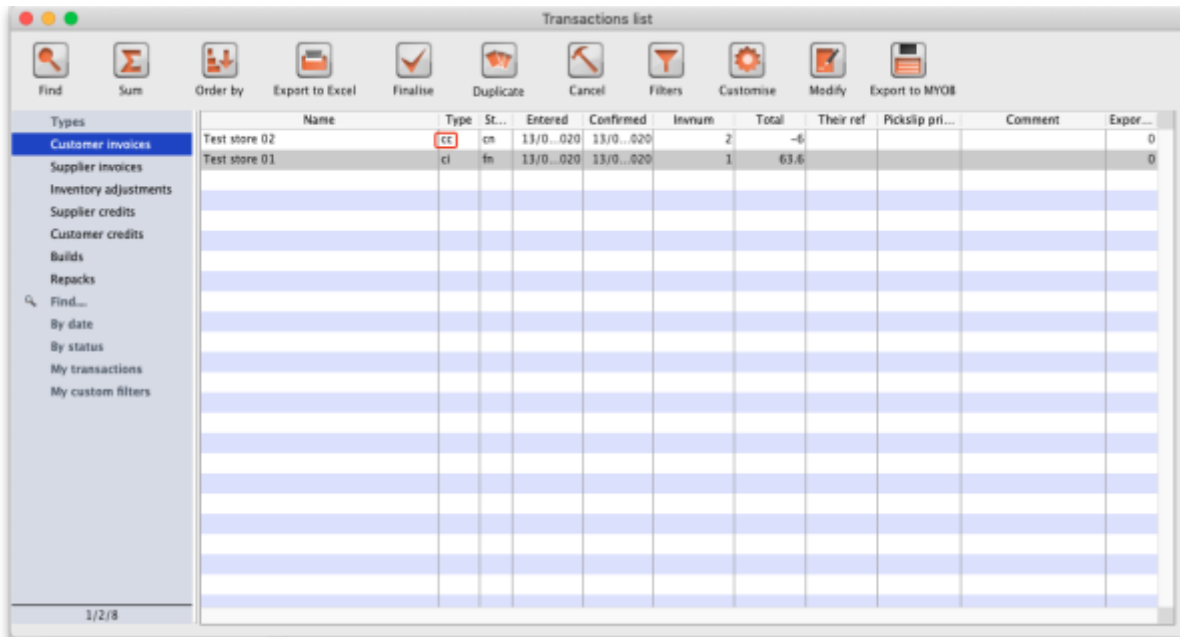 Transactions list
Find Sum Order by Export to Excel Finalise Duplicate Cancel Filters Customise Modify Export to MYOB
Types
Customer invoices
Supplier invoices
Inventory adjustments
Supplier credits
Customer credits
Builds
Repacks
Find...
By date
By status
My transactions
My custom filters
1/2/8
Name Type St... Entered Confirmed Invnum Total Their ref Pickslip pri... Comment Expor...
Test store 02 cc cn 13/0...020 13/0...020 2 -6 0
Test store 01 ci fn 13/0...020 13/0...020 1 63.6 0